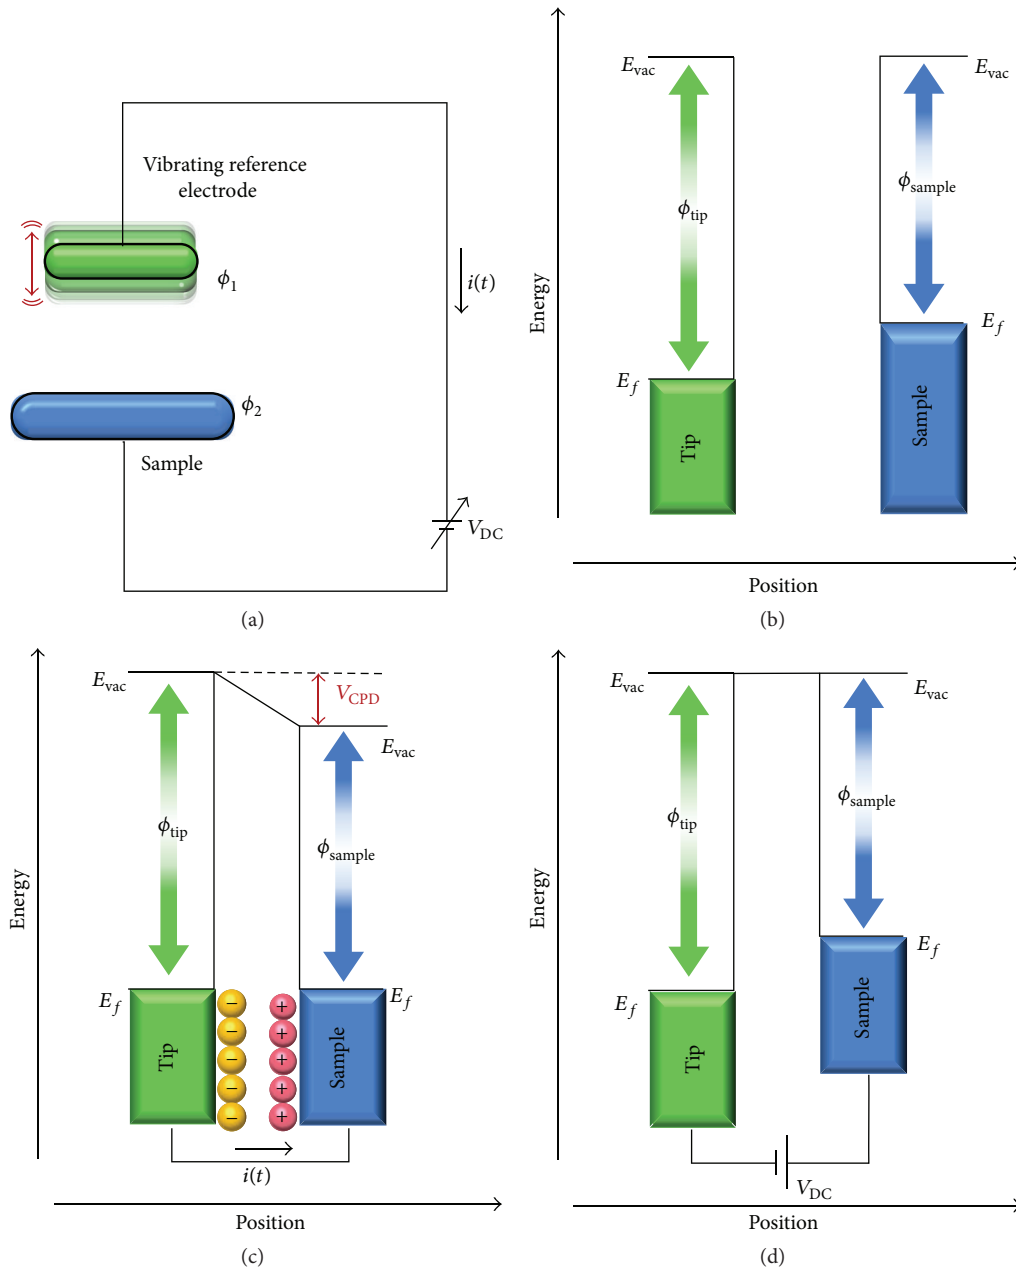 Vibrating reference
electrode
ϕ1
i(t)
ϕ2
Sample
VDC
(a)
Energy
Evac
Evac
ϕtip
ϕsample
Ef
Ef
Tip
Sample
Position
(b)
Energy
Evac
VCPD
Evac
ϕtip
ϕsample
Ef
Ef
Tip
− − − − −
+ + + + +
Sample
i(t)
Position
(c)
Energy
Evac
Evac
ϕtip
ϕsample
Ef
Ef
Tip
Sample
VDC
Position
(d)